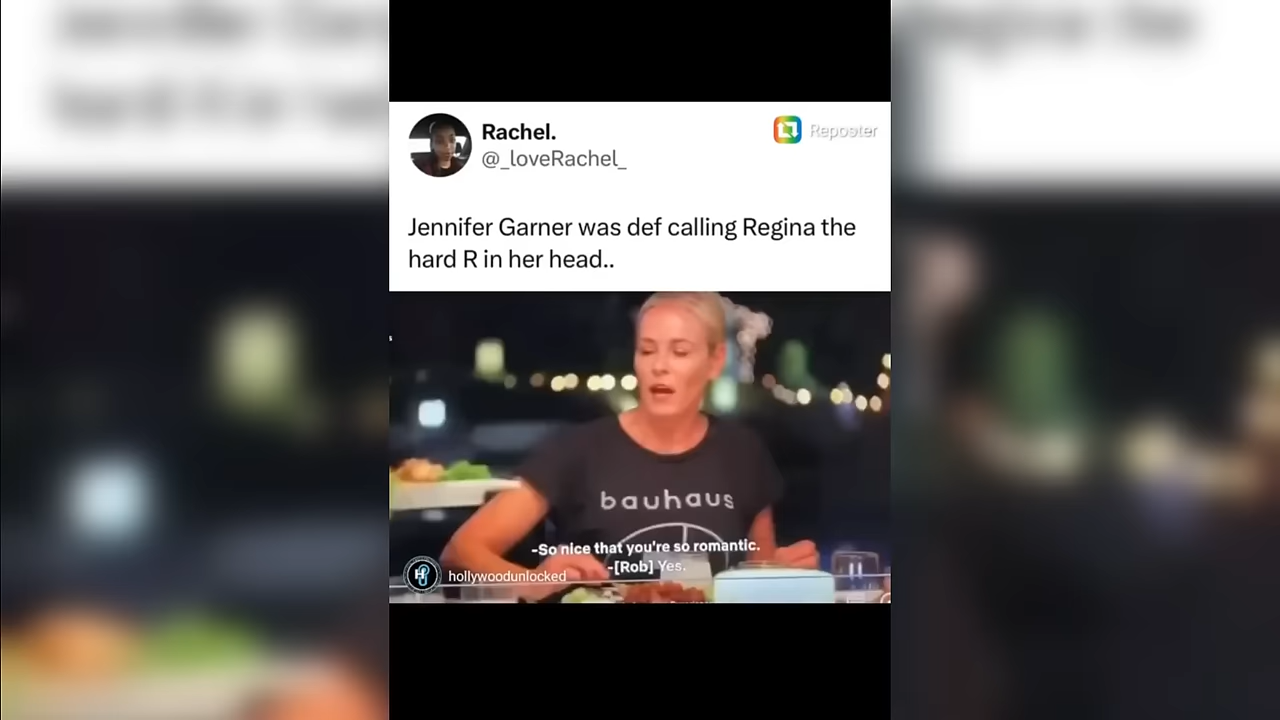 Rachel.
Reposter
@_loveRachel_
Jennifer Garner was def calling Regina the
hard R in her head..
bauhaus
-So nice that you're so romantic.
-[Rob] Yes.
hollywoodunlocked